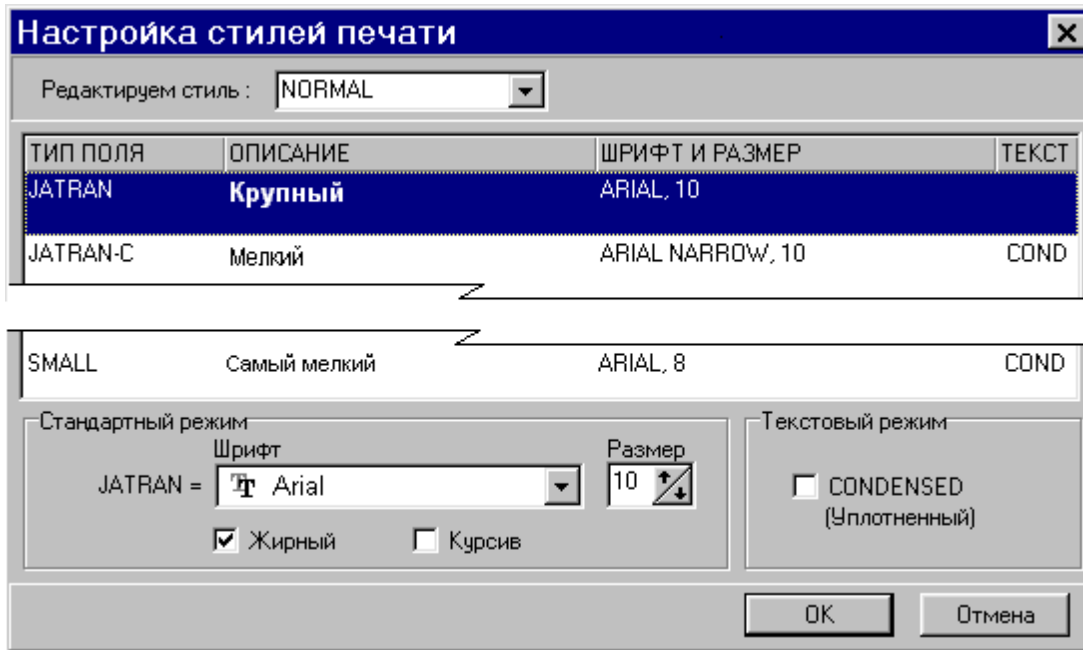 Настройка стилей печати
Редактируем стиль : NORMAL
ТИП ПОЛЯ ОПИСАНИЕ ШРИФТ И РАЗМЕР ТЕКСТ
JATRAN Крупный ARIAL, 10
JATRAN-C Мелкий ARIAL NARROW, 10 COND
SMALL Самый мелкий ARIAL, 8 COND
Стандартный режим Текстовый режим
Шрифт Размер
JATRAN = Arial 10 CONDENSED
(Уплотненный)
Жирный Курсив
OK Отмена